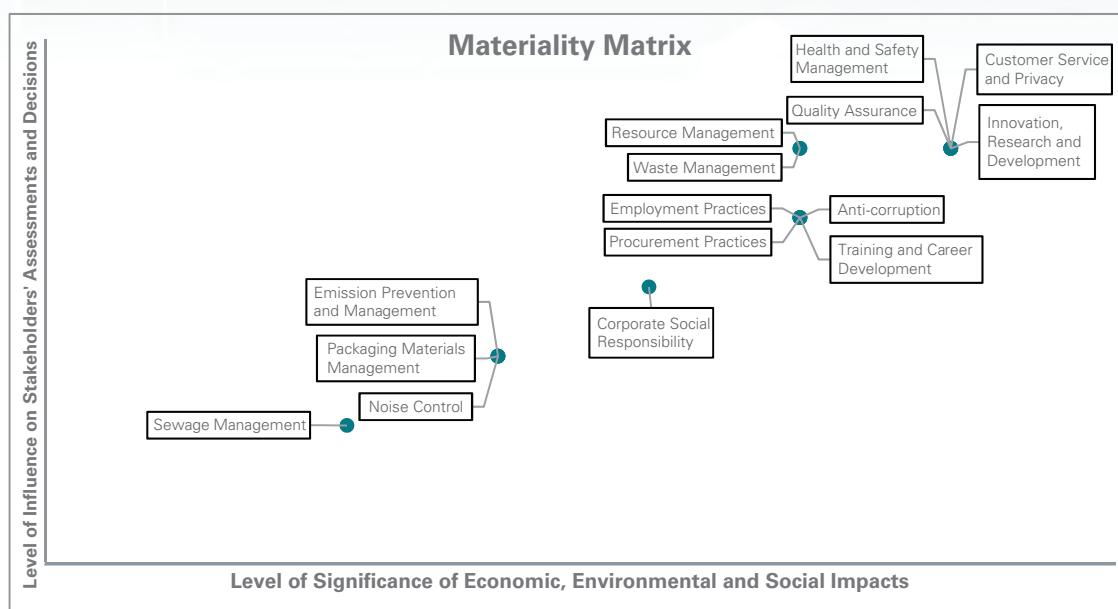 Materiality Matrix
Level of Influence on Stakeholders' Assessments and Decisions
Health and Safety
Management
Customer Service
and Privacy
Quality Assurance
Innovation,
Research and
Development
Resource Management
Waste Management
Employment Practices
Anti-corruption
Procurement Practices
Training and Career
Development
Emission Prevention
and Management
Corporate Social
Responsibility
Packaging Materials
Management
Noise Control
Sewage Management
Level of Significance of Economic, Environmental and Social Impacts